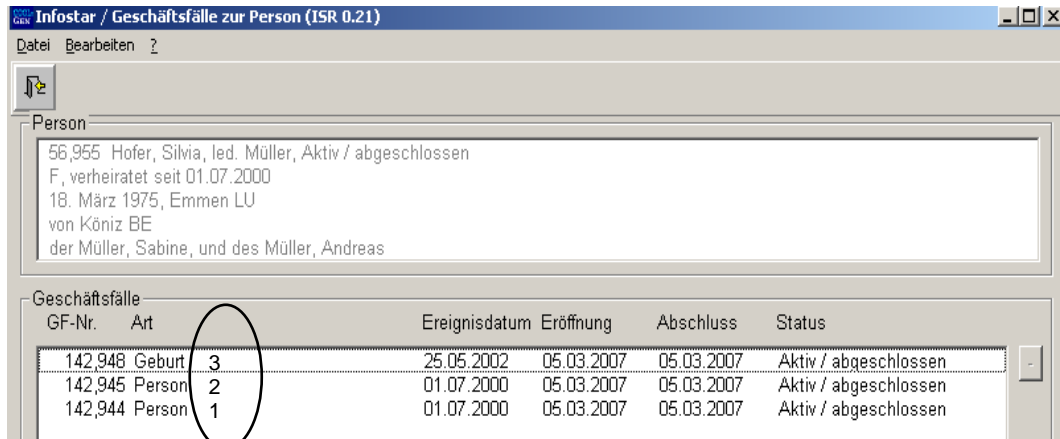 Infostar / Geschäftsfälle zur Person (ISR 0.21)
Datei Bearbeiten ?
Person
56,955 Hofer, Silvia, led. Müller, Aktiv / abgeschlossen
F, verheiratet seit 01.07.2000
18. März 1975, Emmen LU
von Köniz BE
der Müller, Sabine, und des Müller, Andreas
Geschäftsfälle
GF-Nr. Art Ereignisdatum Eröffnung Abschluss Status
142,948 Geburt 3 25.05.2002 05.03.2007 05.03.2007 Aktiv / abgeschlossen
142,945 Person 2 01.07.2000 05.03.2007 05.03.2007 Aktiv / abgeschlossen
142,944 Person 1 01.07.2000 05.03.2007 05.03.2007 Aktiv / abgeschlossen